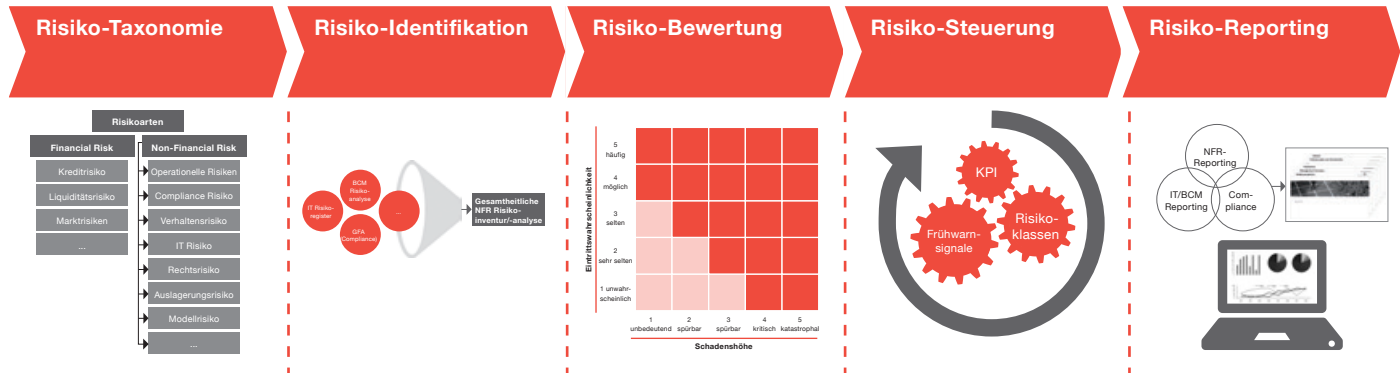 Risiko-Taxonomie
Risiko-Identifikation
Risiko-Bewertung
Risiko-Steuerung
Risiko-Reporting
Risikoarten
Financial Risk
Kreditrisiko
Liquiditätsrisiko
Marktrisiken
...
Non-Financial Risk
Operationelle Risiken
Compliance Risiko
Verhaltensrisiko
IT Risiko
Rechtsrisiko
Auslagerungsrisiko
Modellrisiko
...
IT Risiko-
register
BCM
Risiko-
analyse
GFA
(Compliance)
...
Gesamtheitliche
NFR Risiko-
inventur/-analyse
Eintrittswahrscheinlichkeit
5
häufig
4
möglich
3
selten
2
sehr selten
1 unwahr-
scheinlich
1
unbedeutend
2
spürbar
3
spürbar
4
kritisch
5
katastrophal
Schadenshöhe
KPI
Frühwarn-
signale
Risiko-
klassen
NFR-
Reporting
IT/BCM
Reporting
Com-
pliance